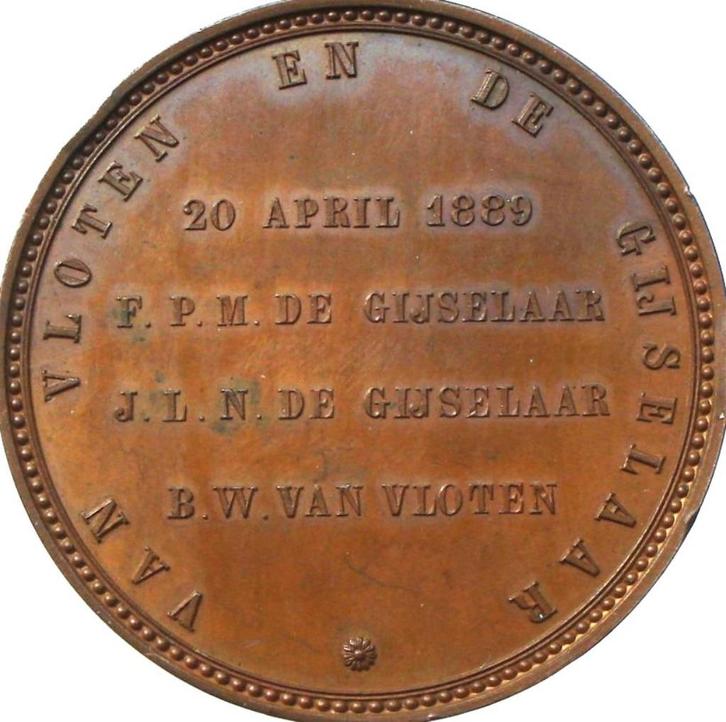 VAN VLOTEN EN DE GIJSELAAR
20 APRIL 1889
F. P. M. DE GIJSELAAR
J. L. N. DE GIJSELAAR
B. W. VAN VLOTEN